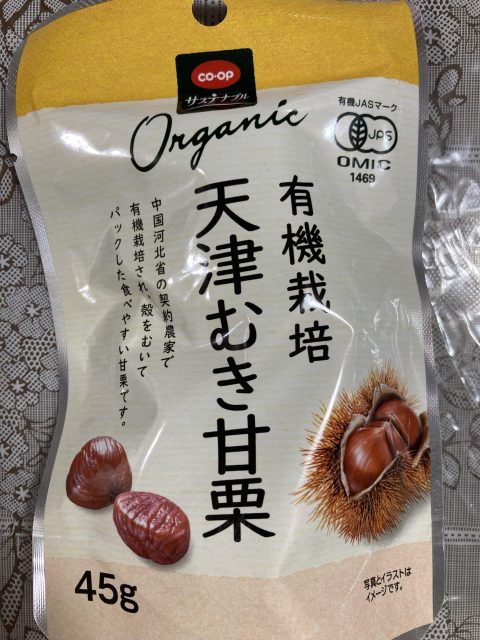 co-op
サステナブル
Organic
有機JASマーク
JAS
OMIC
1469
有機栽培
天津むき甘栗
中国河北省の契約農家で
有機栽培され、殻をむいて
パックした食べやすい甘栗です。
45g
写真とイラストは
イメージです。